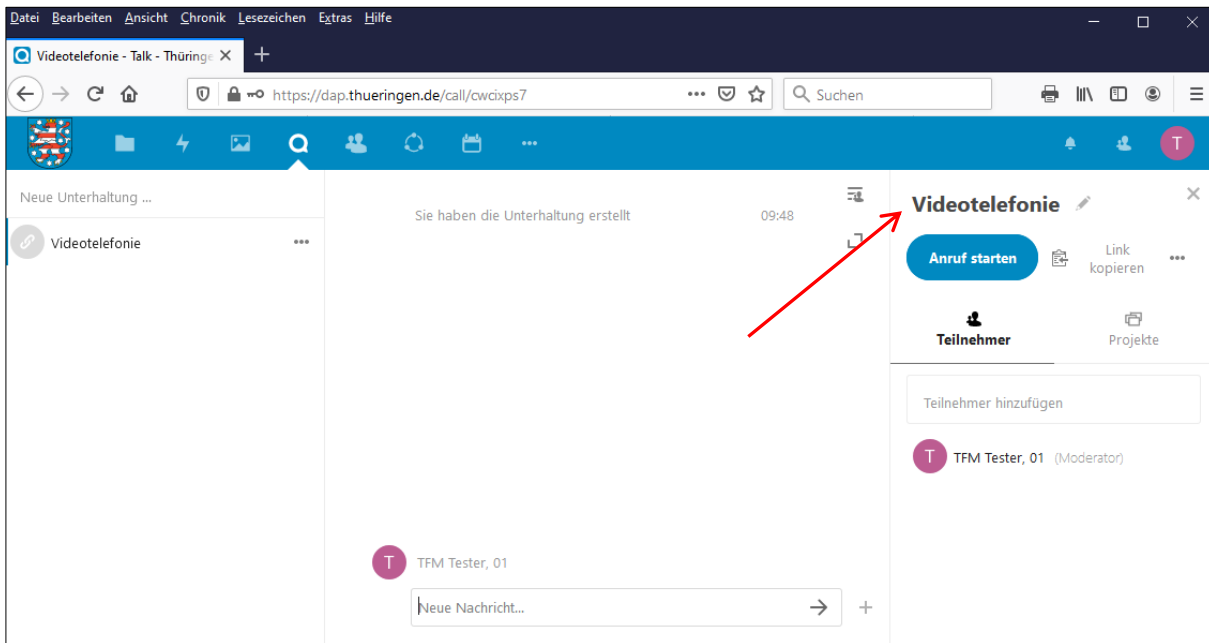 Datei Bearbeiten Ansicht Chronik Lesezeichen Extras Hilfe
Videotelefonie - Talk - Thüringe
https://dap.thueringen.de/call/cwcixps7
Suchen
T
Neue Unterhaltung ...
Videotelefonie
Sie haben die Unterhaltung erstellt 09:48
Videotelefonie
Anruf starten
Link kopieren
Teilnehmer
Projekte
Teilnehmer hinzufügen
T TFM Tester, 01 (Moderator)
T TFM Tester, 01
Neue Nachricht...